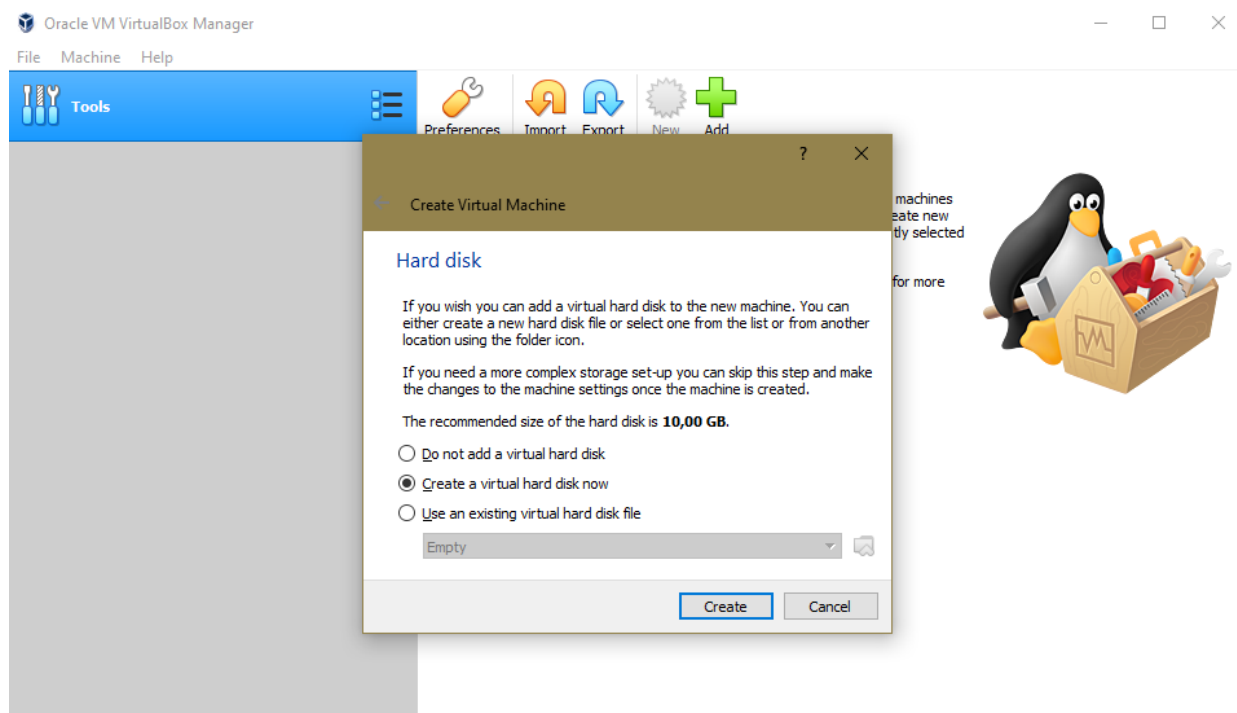 Oracle VM VirtualBox Manager
File Machine Help
Tools
Preferences Import Export New Add
? 
Create Virtual Machine
machines
eate new
tly selected
for more
Hard disk
If you wish you can add a virtual hard disk to the new machine. You can
either create a new hard disk file or select one from the list or from another
location using the folder icon.
If you need a more complex storage set-up you can skip this step and make
the changes to the machine settings once the machine is created.
The recommended size of the hard disk is 10,00 GB.
Do not add a virtual hard disk
Create a virtual hard disk now
Use an existing virtual hard disk file
Empty
Create Cancel